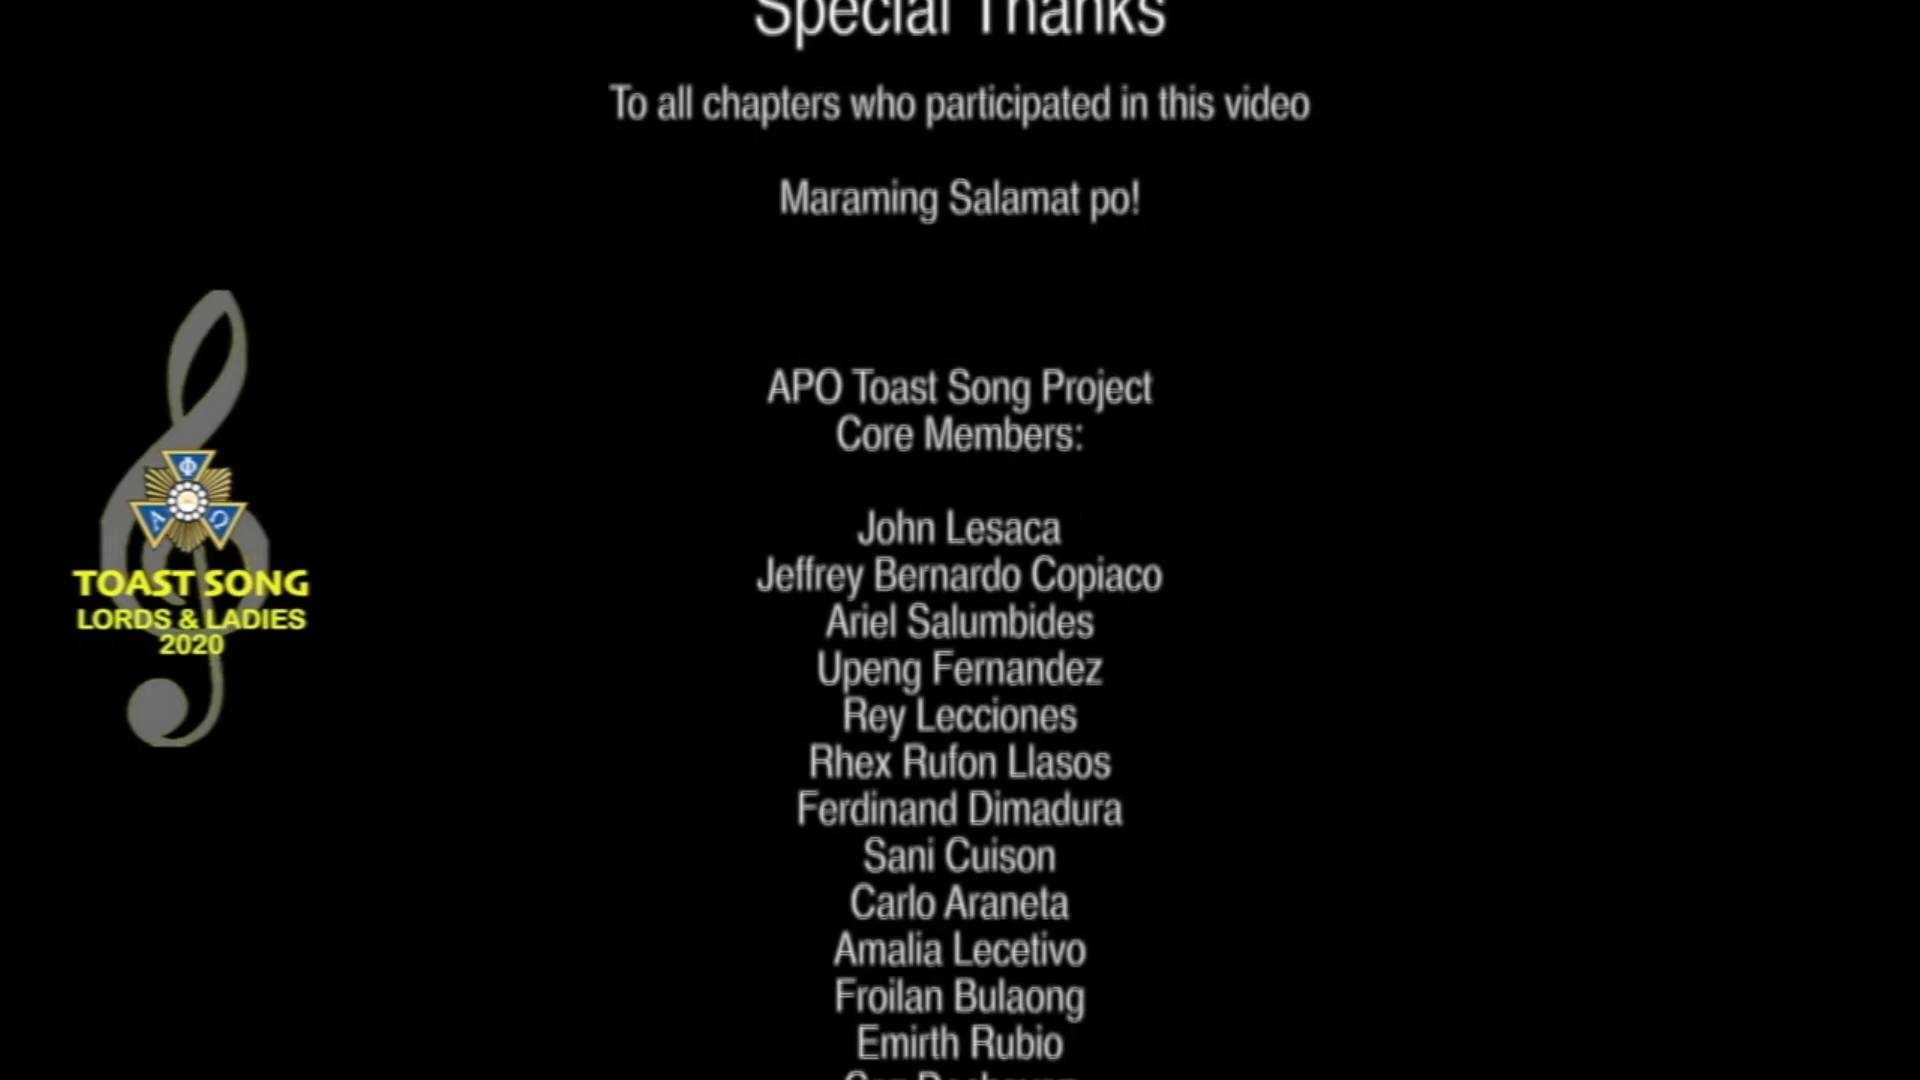 Special Thanks
To all chapters who participated in this video
Maraming Salamat po!
APO Toast Song Project
Core Members:
John Lesaca
Jeffrey Bernardo Copiaco
Ariel Salumbides
Upeng Fernandez
Rey Lecciones
Rhex Rufon Llasos
Ferdinand Dimadura
Sani Cuison
Carlo Araneta
Amalia Lecetivo
Froilan Bulaong
Emirth Rubio
Φ
Α Ω
TOAST SONG
LORDS & LADIES
2020